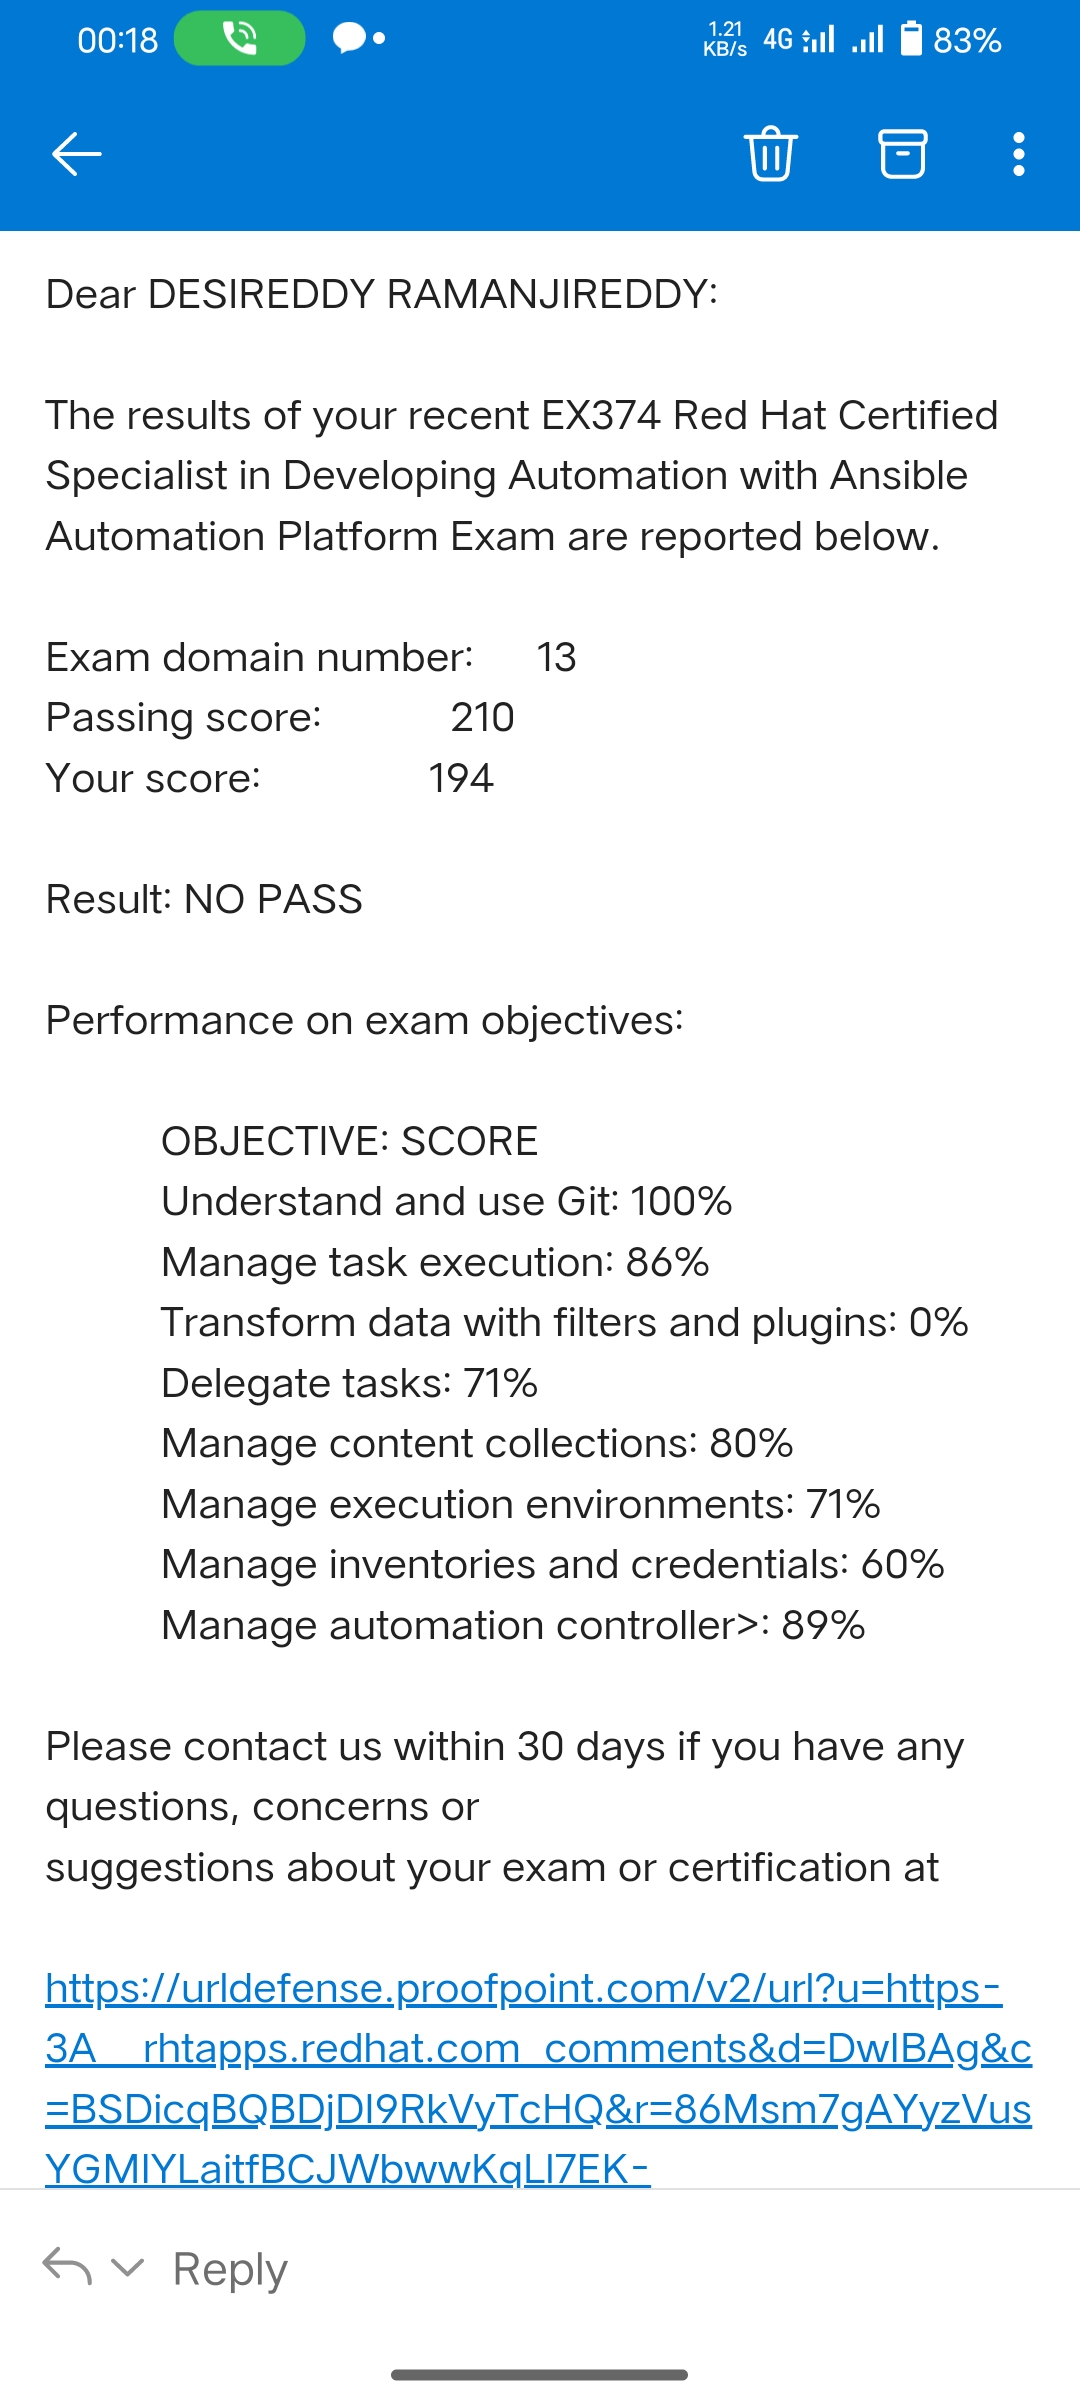 00:18
1.21
KB/s
4G
83%
Dear DESIREDDY RAMANJIREDDY:
The results of your recent EX374 Red Hat Certified
Specialist in Developing Automation with Ansible
Automation Platform Exam are reported below.
Exam domain number: 13
Passing score: 210
Your score: 194
Result: NO PASS
Performance on exam objectives:
OBJECTIVE: SCORE
Understand and use Git: 100%
Manage task execution: 86%
Transform data with filters and plugins: 0%
Delegate tasks: 71%
Manage content collections: 80%
Manage execution environments: 71%
Manage inventories and credentials: 60%
Manage automation controller>: 89%
Please contact us within 30 days if you have any
questions, concerns or
suggestions about your exam or certification at
https://urldefense.proofpoint.com/v2/url?u=https-
3A__rhtapps.redhat.com_comments&d=DwIBAg&c
=BSDicqBQBDjDI9RkVyTcHQ&r=86Msm7gAYyzVus
YGMIYLaitfBCJWbwwKqLI7EK-
Reply